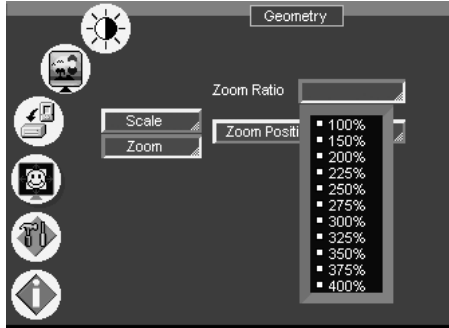 Geometry
Zoom Ratio
Scale
Zoom
Zoom Positi
100%
150%
200%
225%
250%
275%
300%
325%
350%
375%
400%